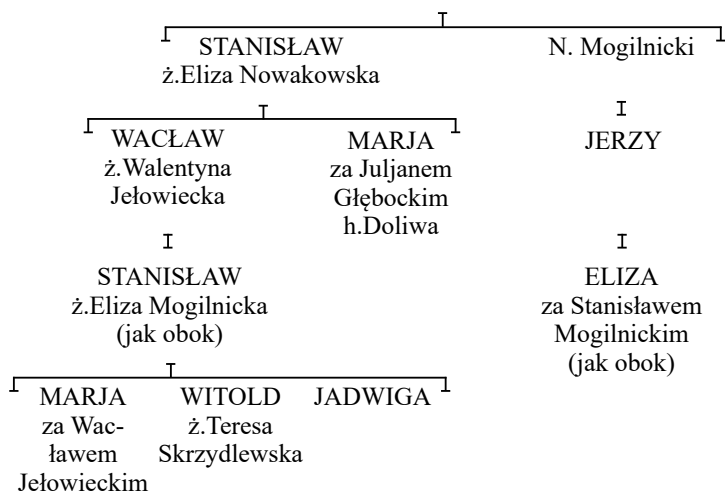 STANISŁAW
ż.Eliza Nowakowska
N. Mogilnicki
WACŁAW
ż.Walentyna
Jełowiecka
MARJA
za Juljanem
Głębockim
h.Doliwa
JERZY
STANISŁAW
ż.Eliza Mogilnicka
(jak obok)
ELIZA
za Stanisławem
Mogilnickim
(jak obok)
MARJA
za Wac-
ławem
Jełowieckim
WITOLD
ż.Teresa
Skrzydlewska
JADWIGA